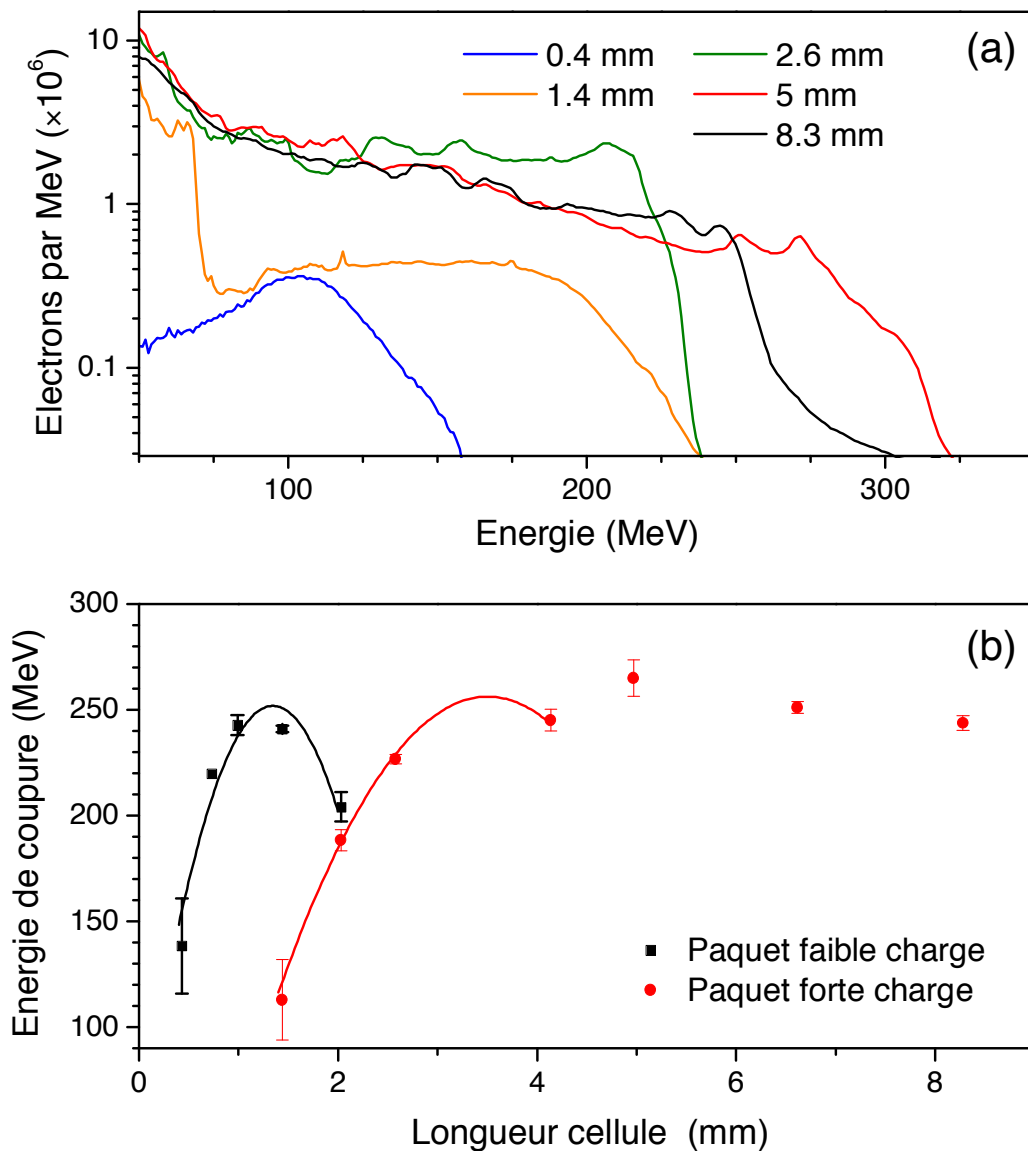 (a)
0.4 mm
1.4 mm
2.6 mm
5 mm
8.3 mm
Electrons par MeV (×10⁶)
10
1
0.1
100
200
300
Energie (MeV)
(b)
Energie de coupure (MeV)
300
250
200
150
100
Paquet faible charge
Paquet forte charge
0
2
4
6
8
Longueur cellule (mm)